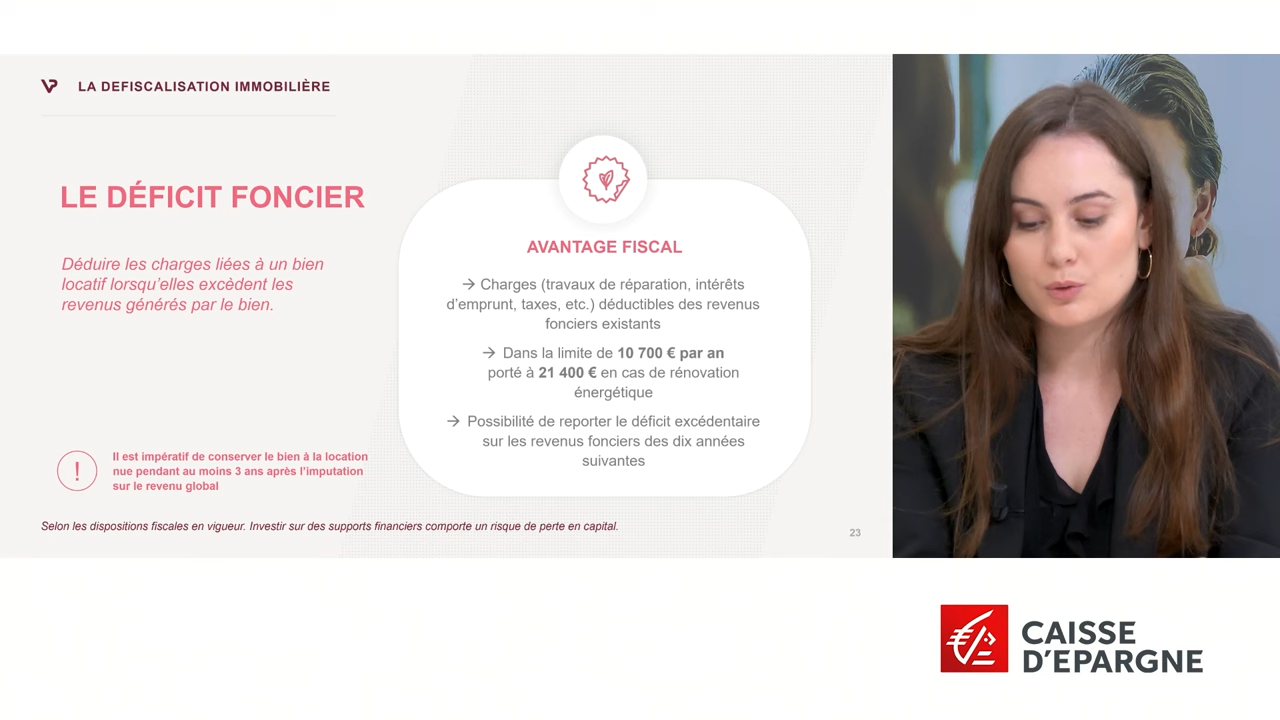 LA DEFISCALISATION IMMOBILIÈRE
LE DÉFICIT FONCIER
Déduire les charges liées à un bien
locatif lorsqu'elles excèdent les
revenus générés par le bien.
!
Il est impératif de conserver le bien à la location
nue pendant au moins 3 ans après l'imputation
sur le revenu global
AVANTAGE FISCAL
→ Charges (travaux de réparation, intérêts
d'emprunt, taxes, etc.) déductibles des revenus
fonciers existants
→ Dans la limite de 10 700 € par an
porté à 21 400 € en cas de rénovation
énergétique
→ Possibilité de reporter le déficit excédentaire
sur les revenus fonciers des dix années
suivantes
Selon les dispositions fiscales en vigueur. Investir sur des supports financiers comporte un risque de perte en capital.
23
CAISSE
D'EPARGNE